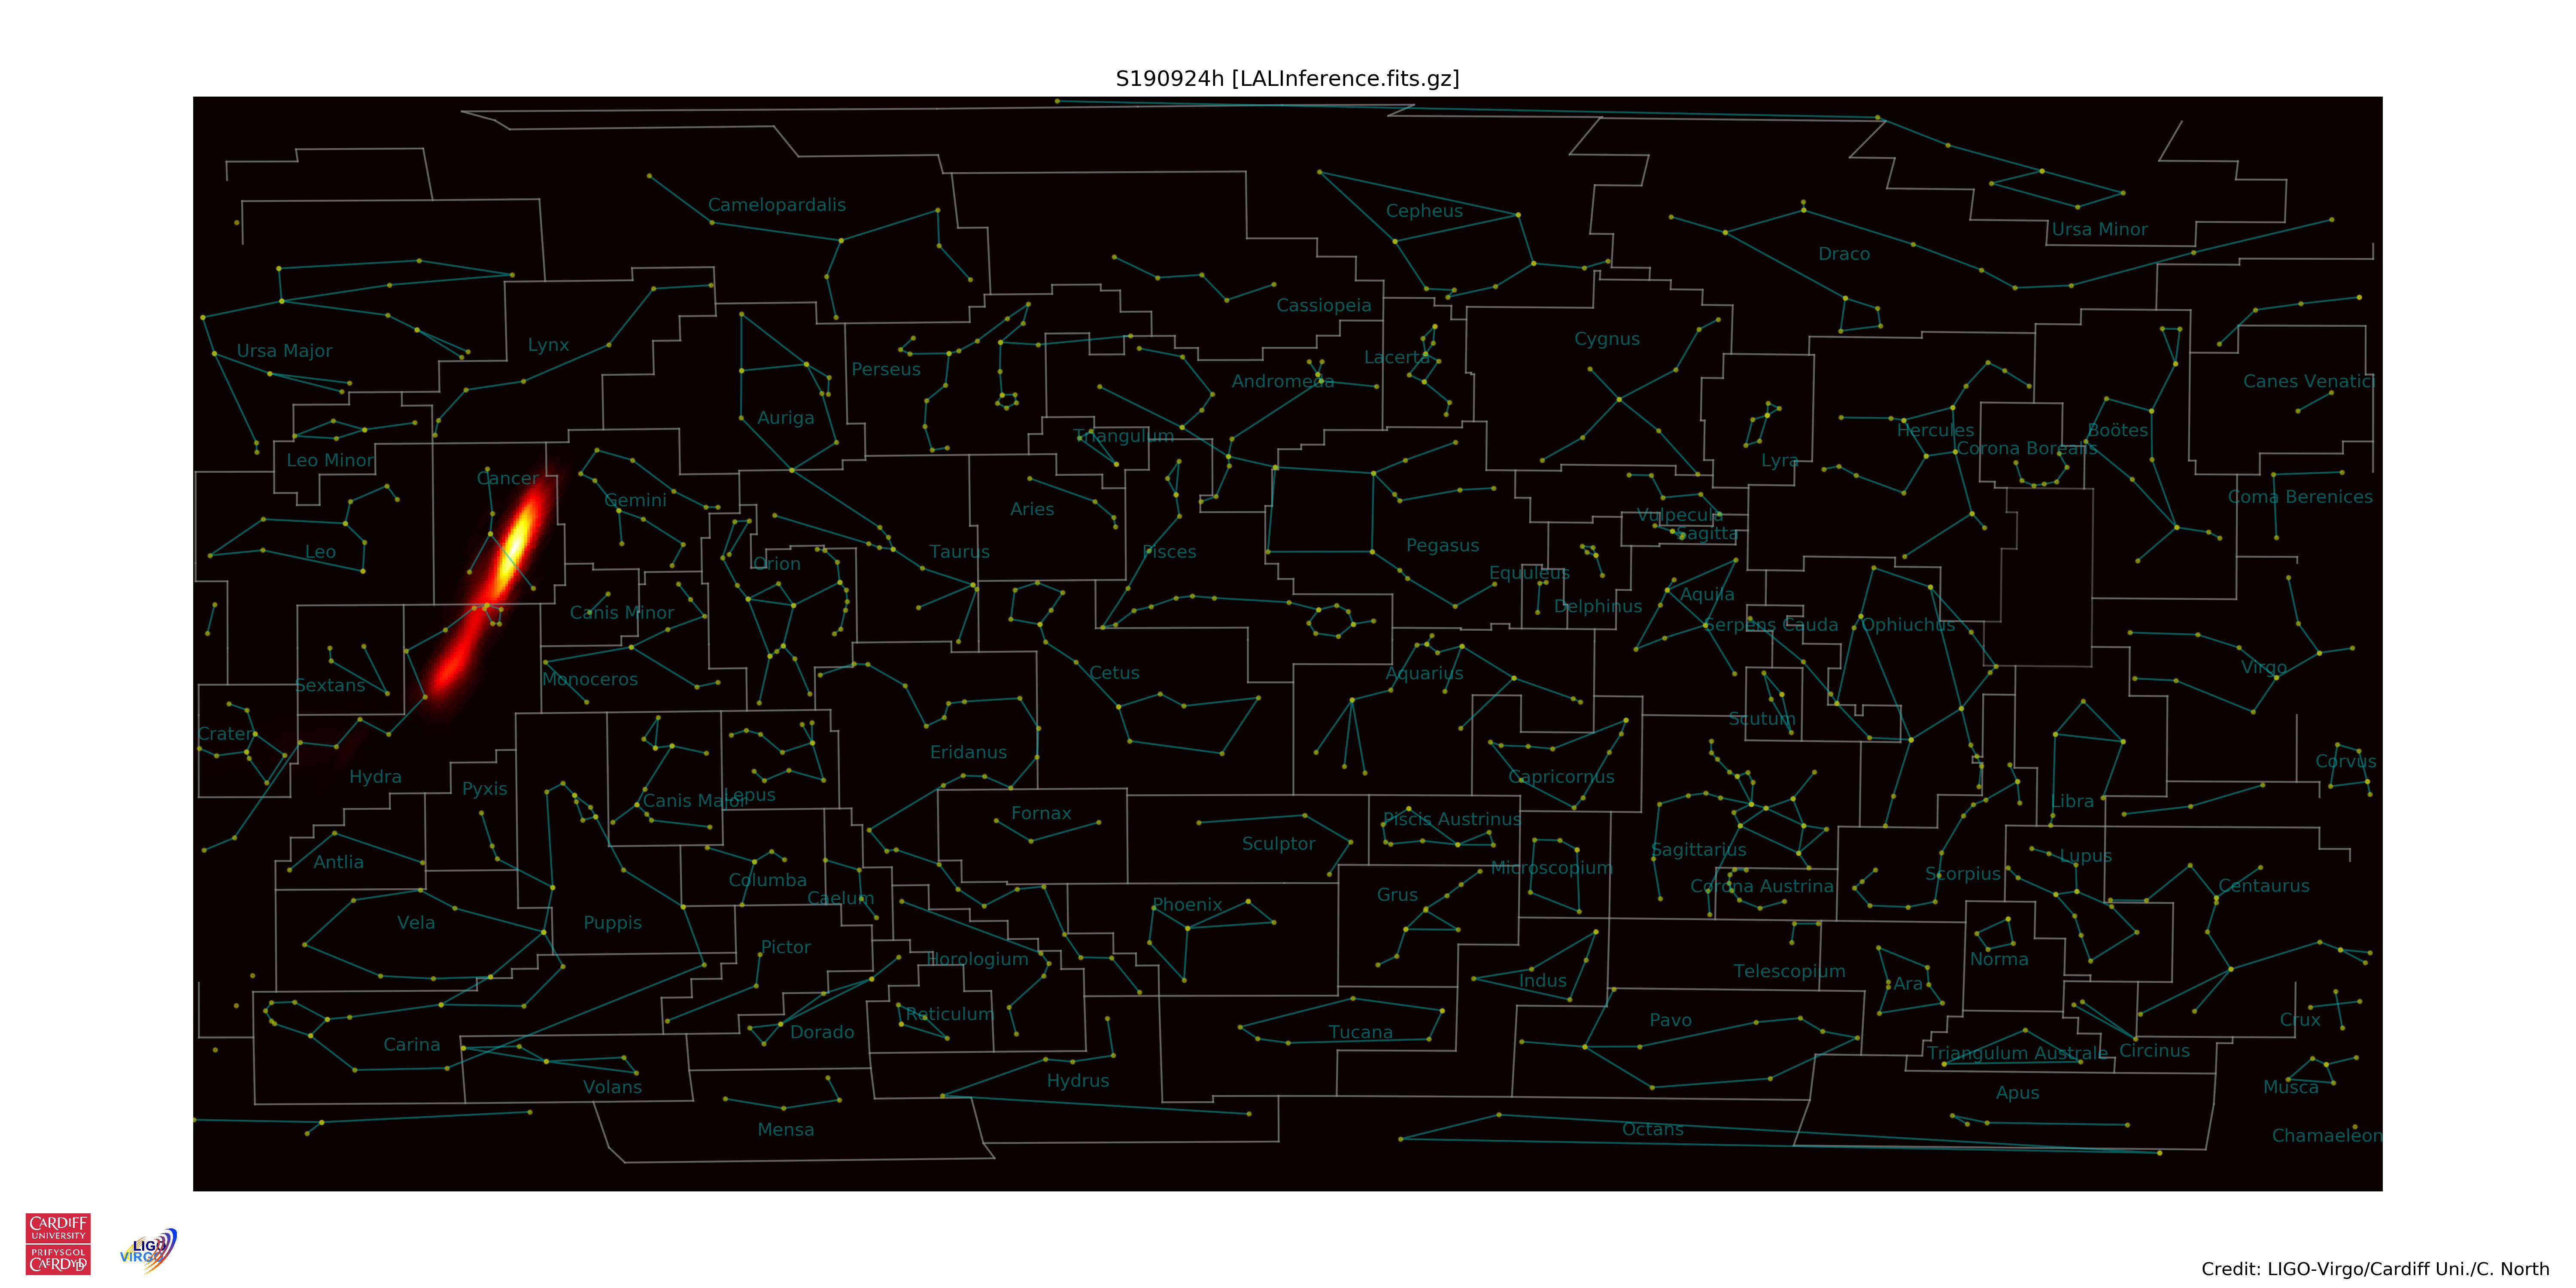 S190924h [LALInference.fits.gz]
Camelopardalis
Cepheus
Ursa Minor
Draco
Cassiopeia
Cygnus
Lynx
Ursa Major
Lacerta
Perseus
Andromeda
Canes Venatici
Auriga
Triangulum
Hercules
Boötes
Corona Borealis
Leo Minor
Lyra
Cancer
Gemini
Coma Berenices
Aries
Vulpecula
Sagitta
Leo
Taurus
Pisces
Pegasus
Orion
Equuleus
Aquila
Delphinus
Canis Minor
Serpens Cauda
Ophiuchus
Virgo
Cetus
Aquarius
Monoceros
Sextans
Scutum
Crater
Eridanus
Corvus
Hydra
Capricornus
Pyxis
Lepus
Canis Major
Libra
Fornax
Piscis Austrinus
Sculptor
Sagittarius
Lupus
Antlia
Microscopium
Scorpius
Columba
Corona Austrina
Centaurus
Grus
Caelum
Phoenix
Vela
Puppis
Pictor
Horologium
Norma
Telescopium
Indus
Ara
Reticulum
Pavo
Crux
Dorado
Tucana
Carina
Circinus
Triangulum Australe
Hydrus
Volans
Musca
Apus
Mensa
Octans
Chamaeleon
CARDIFF
UNIVERSITY
PRIFYSGOL
CAERDYDD
LIGO
VIRGO
Credit: LIGO-Virgo/Cardiff Uni./C. North